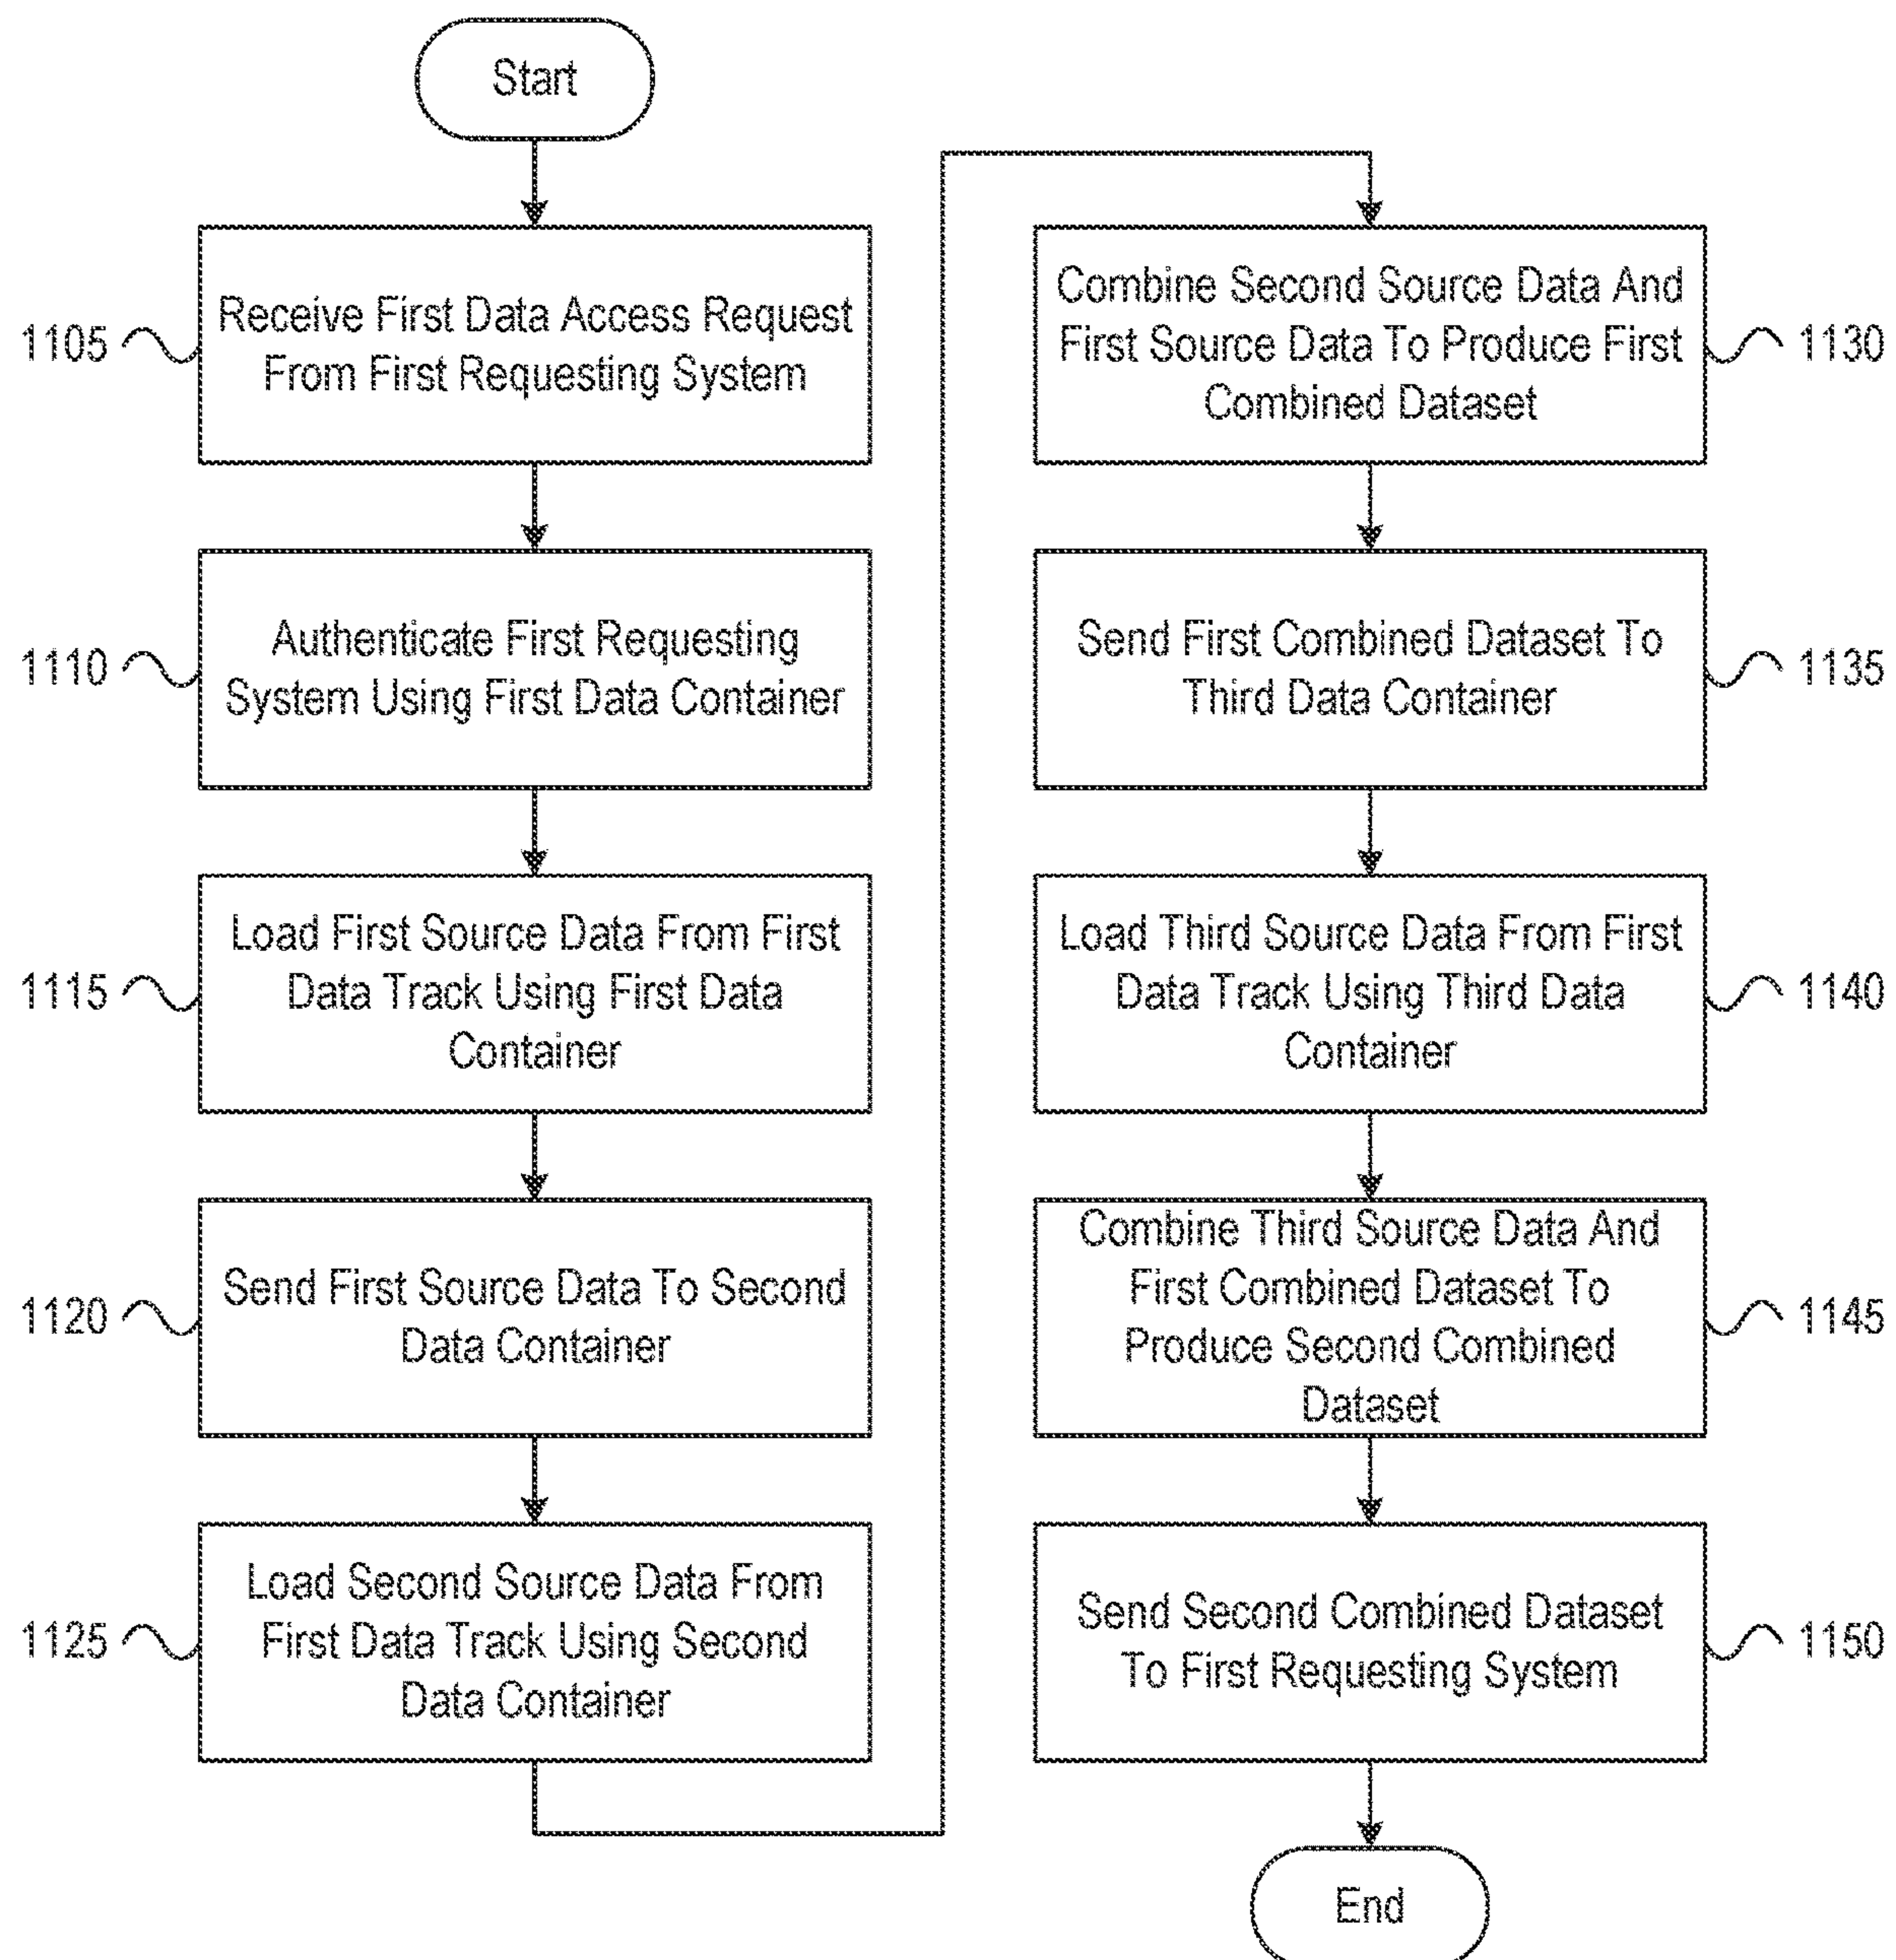 Start
1105
Receive First Data Access Request
From First Requesting System
1110
Authenticate First Requesting
System Using First Data Container
1115
Load First Source Data From First
Data Track Using First Data
Container
1120
Send First Source Data To Second
Data Container
1125
Load Second Source Data From
First Data Track Using Second
Data Container
Combine Second Source Data And
First Source Data To Produce First
Combined Dataset
1130
Send First Combined Dataset To
Third Data Container
1135
Load Third Source Data From First
Data Track Using Third Data
Container
1140
Combine Third Source Data And
First Combined Dataset To
Produce Second Combined
Dataset
1145
Send Second Combined Dataset
To First Requesting System
1150
End